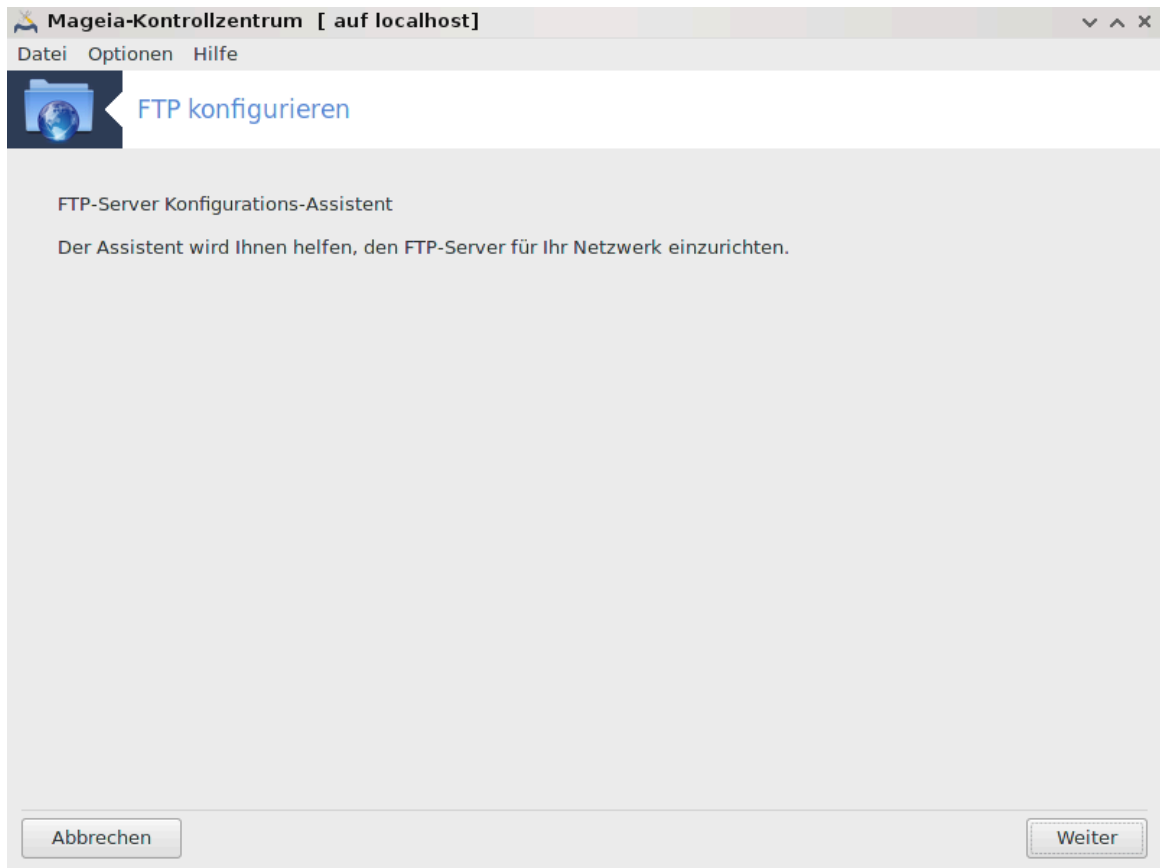 Mageia-Kontrollzentrum [ auf localhost]
Datei Optionen Hilfe
FTP konfigurieren
FTP-Server Konfigurations-Assistent
Der Assistent wird Ihnen helfen, den FTP-Server für Ihr Netzwerk einzurichten.
Abbrechen Weiter